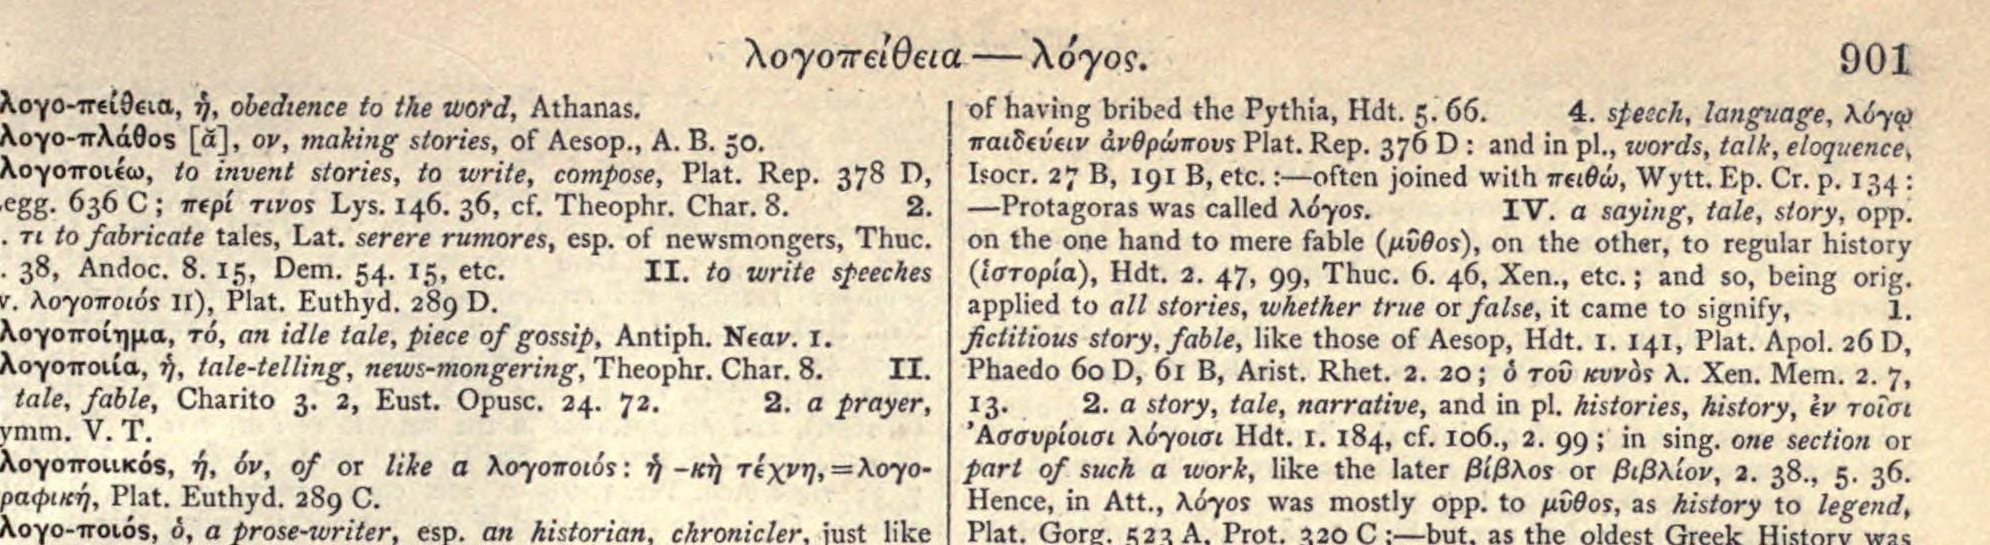 λογοπείθεια — λόγος.
901
λογο-πείθεια, ἡ, obedience to the word, Athanas.
λογο-πλάθος [ᾰ], ον, making stories, of Aesop., A. B. 50.
λογοποιέω, to invent stories, to write, compose, Plat. Rep. 378 D,
egg. 636 C; περί τινος Lys. 146. 36, cf. Theophr. Char. 8. 2.
. τι to fabricate tales, Lat. serere rumores, esp. of newsmongers, Thuc.
. 38, Andoc. 8. 15, Dem. 54. 15, etc. II. to write speeches
v. λογοποιός II), Plat. Euthyd. 289 D.
λογοποίημα, τό, an idle tale, piece of gossip, Antiph. Νεαν. 1.
λογοποιία, ἡ, tale-telling, news-mongering, Theophr. Char. 8. II.
tale, fable, Charito 3. 2, Eust. Opusc. 24. 72. 2. a prayer,
ymm. V. T.
λογοποιικός, ή, όν, of or like a λογοποιός: ἡ -κὴ τέχνη,=λογο-
ραφική, Plat. Euthyd. 289 C.
λογο-ποιός, ὁ, a prose-writer, esp. an historian, chronicler, just like
of having bribed the Pythia, Hdt. 5. 66. 4. speech, language, λόγῳ
παιδεύειν ἀνθρώπους Plat. Rep. 376 D: and in pl., words, talk, eloquence,
Isocr. 27 B, 191 B, etc.:—often joined with πειθώ, Wytt. Ep. Cr. p. 134:
—Protagoras was called λόγος. IV. a saying, tale, story, opp.
on the one hand to mere fable (μῦθος), on the other, to regular history
(ἱστορία), Hdt. 2. 47, 99, Thuc. 6. 46, Xen., etc.; and so, being orig.
applied to all stories, whether true or false, it came to signify, 1.
fictitious story, fable, like those of Aesop, Hdt. 1. 141, Plat. Apol. 26 D,
Phaedo 60 D, 61 B, Arist. Rhet. 2. 20; ὁ τοῦ κυνὸς λ. Xen. Mem. 2. 7,
13. 2. a story, tale, narrative, and in pl. histories, history, ἐν τοῖσι
Ἀσσυρίοισι λόγοισι Hdt. 1. 184, cf. 106., 2. 99; in sing. one section or
part of such a work, like the later βίβλος or βιβλίον, 2. 38., 5. 36.
Hence, in Att., λόγος was mostly opp. to μῦθος, as history to legend,
Plat. Gorg. 523 A, Prot. 320 C;—but, as the oldest Greek History was